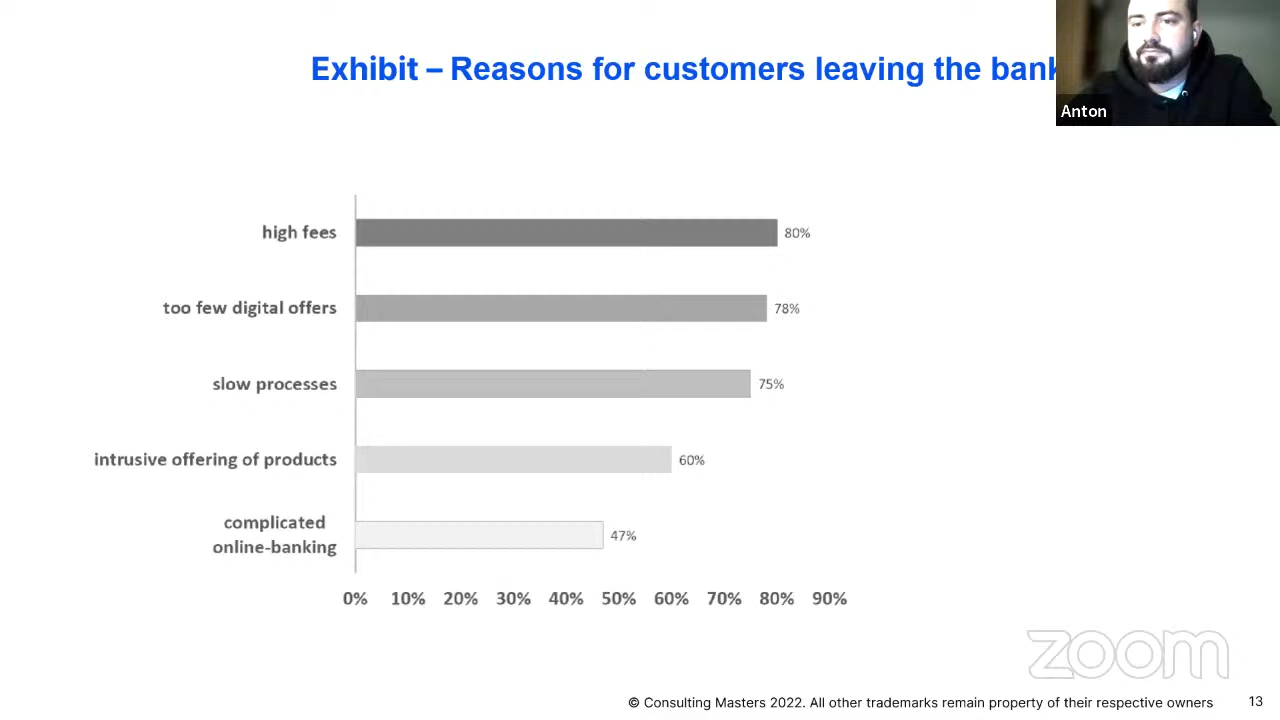 Exhibit – Reasons for customers leaving the bank
Anton
high fees
80%
too few digital offers
78%
slow processes
75%
intrusive offering of products
60%
complicated
online-banking
47%
0% 10% 20% 30% 40% 50% 60% 70% 80% 90%
zoom
© Consulting Masters 2022. All other trademarks remain property of their respective owners 13